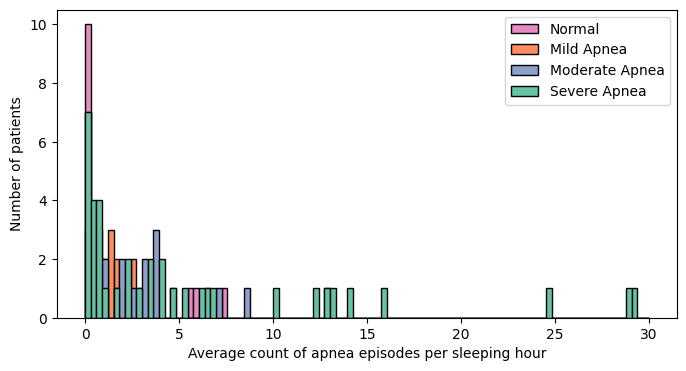 Normal
Mild Apnea
Moderate Apnea
Severe Apnea
Number of patients
10
8
6
4
2
0
0 5 10 15 20 25 30
Average count of apnea episodes per sleeping hour